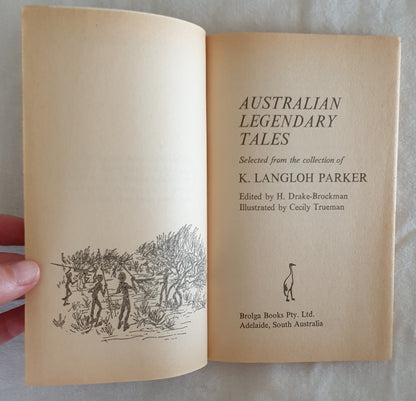 AUSTRALIAN
LEGENDARY
TALES
Selected from the collection of
K. LANGLOH PARKER
Edited by H. Drake-Brockman
Illustrated by Cecily Trueman
Brolga Books Pty. Ltd.
Adelaide, South Australia